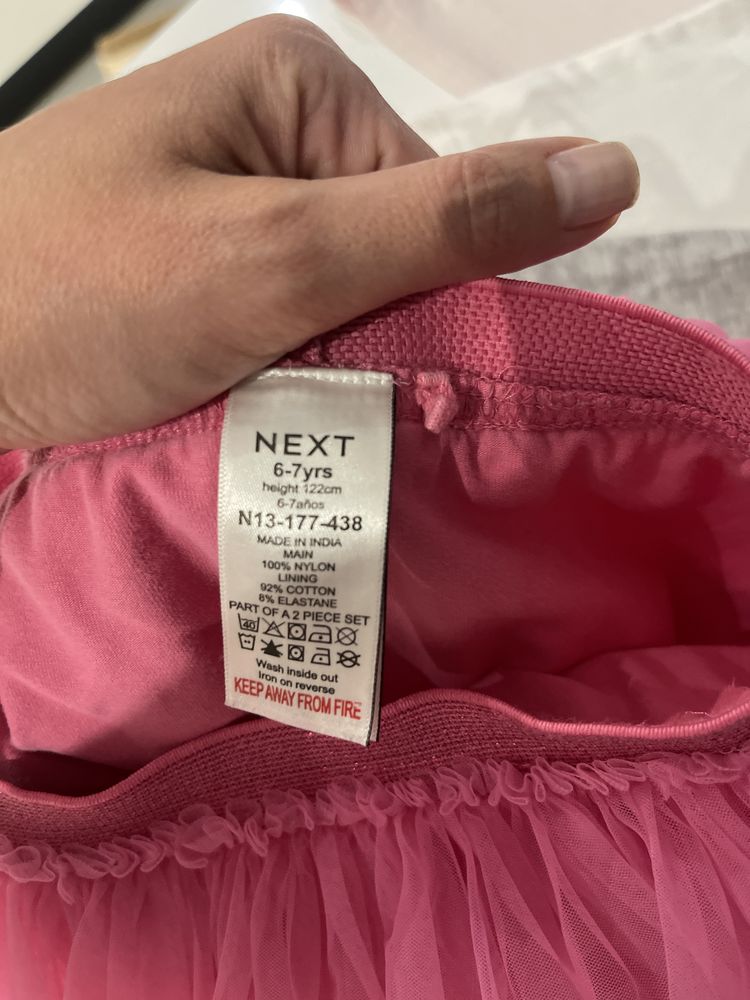 NEXT
6-7yrs
height 122cm
6-7años
N13-177-438
MADE IN INDIA
MAIN
100% NYLON
LINING
92% COTTON
8% ELASTANE
PART OF A 2 PIECE SET
40
Wash inside out
Iron on reverse
KEEP AWAY FROM FIRE